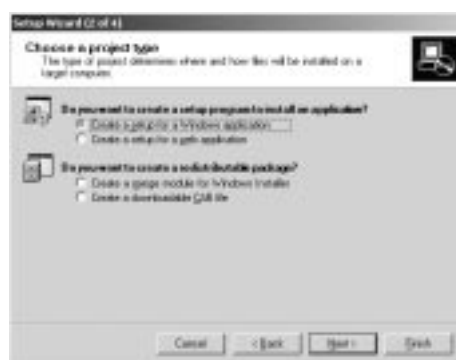 Setup Wizard (2 of 4)
Choose a project type
The type of project determines where and how files will be installed on a
target computer.
Do you want to create a setup program to install an application?
Create a setup for a Windows application
Create a setup for a web application
Do you want to create a redistributable package?
Create a merge module for Windows Installer
Create a downloadable CAB file
Cancel
< Back
Next >
Finish